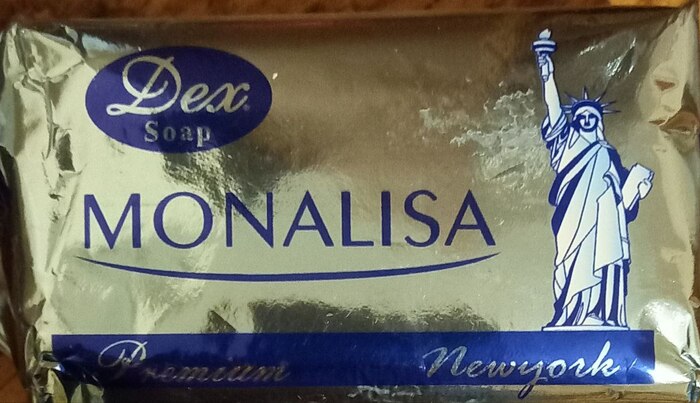 Dex
Soap
MONALISA
Premium Newyork